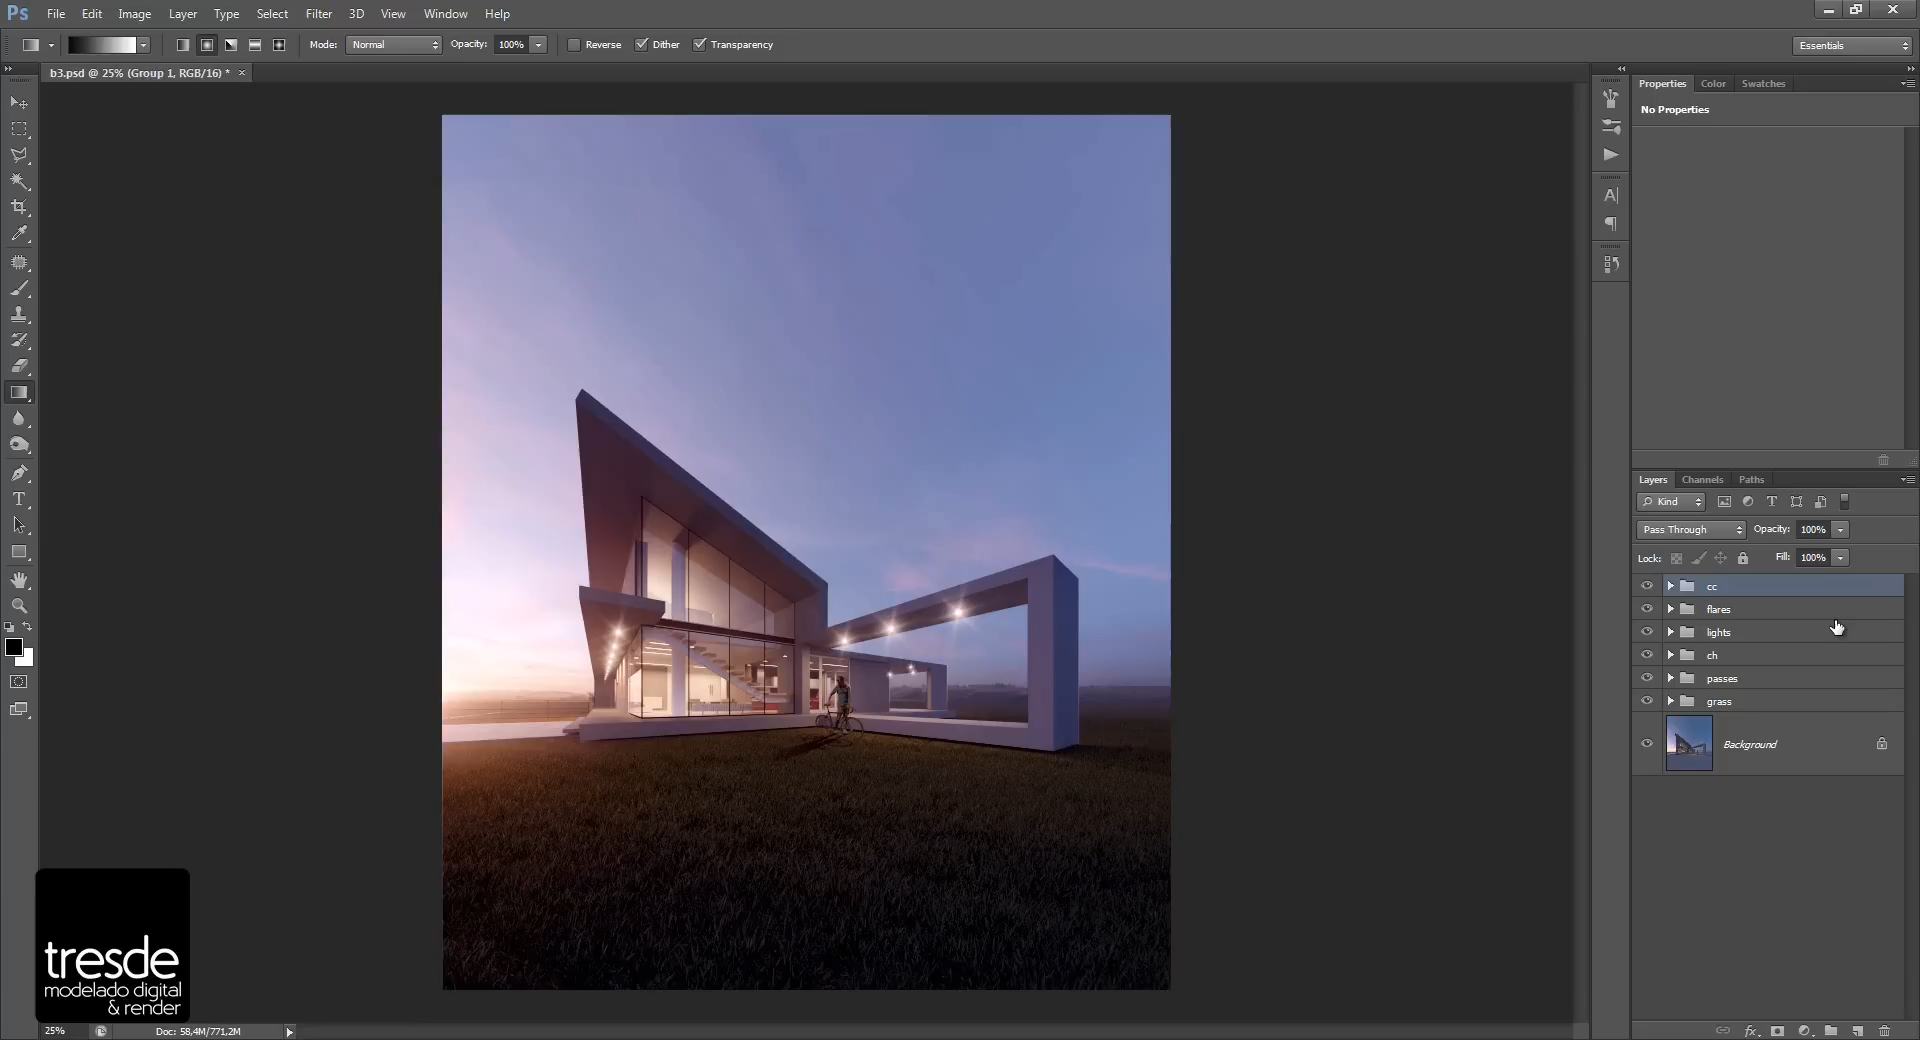 Ps File Edit Image Layer Type Select Filter 3D View Window Help
Mode: Normal Opacity: 100% Reverse Dither Transparency Essentials
b3.psd @ 25% (Group 1, RGB/16) * ×
Properties Color Swatches
No Properties
Layers Channels Paths
Kind
Pass Through Opacity: 100%
Lock: Fill: 100%
cc
flares
lights
ch
passes
grass
Background
tresde
modelado digital
& render
25% Doc: 58,4M/771,2M